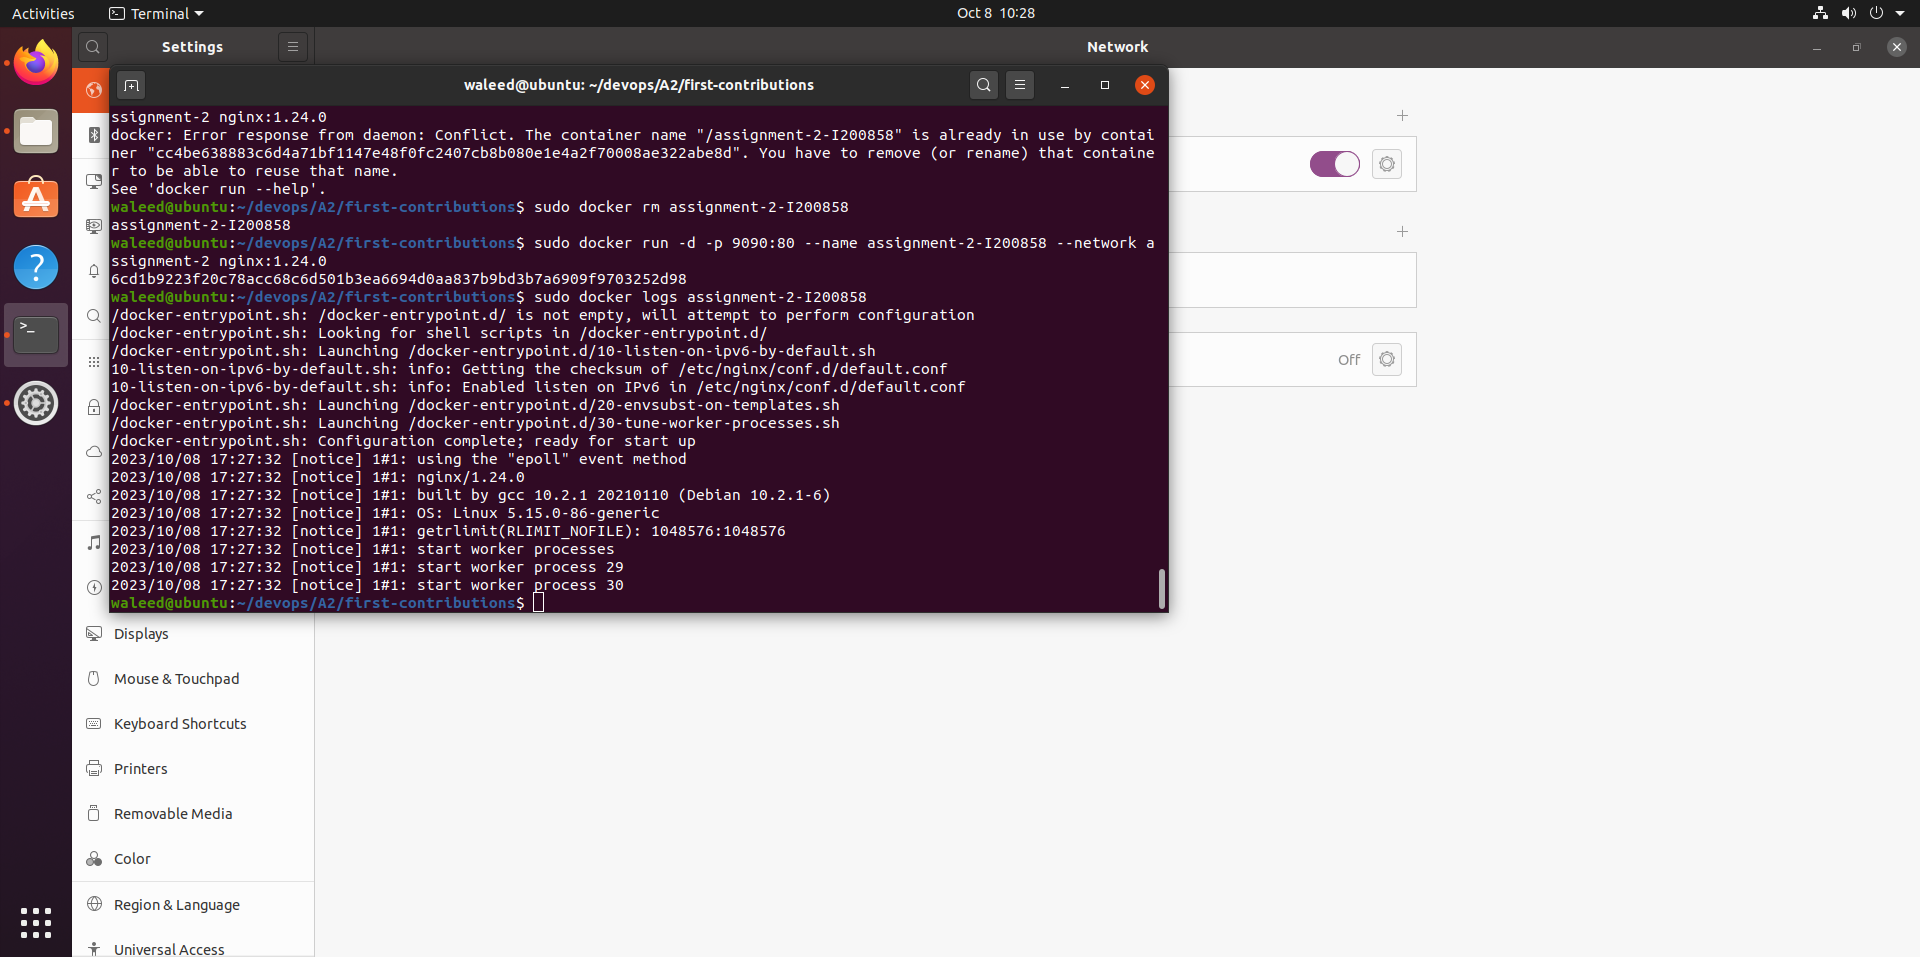 Activities
Terminal
Oct 8 10:28
Settings
Network
waleed@ubuntu: ~/devops/A2/first-contributions
ssignment-2 nginx:1.24.0
docker: Error response from daemon: Conflict. The container name "/assignment-2-I200858" is already in use by contai
ner "cc4be638883c6d4a71bf1147e48f0fc2407cb8b080e1e4a2f70008ae322abe8d". You have to remove (or rename) that containe
r to be able to reuse that name.
See 'docker run --help'.
waleed@ubuntu:~/devops/A2/first-contributions$ sudo docker rm assignment-2-I200858
assignment-2-I200858
waleed@ubuntu:~/devops/A2/first-contributions$ sudo docker run -d -p 9090:80 --name assignment-2-I200858 --network a
ssignment-2 nginx:1.24.0
6cd1b9223f20c78acc68c6d501b3ea6694d0aa837b9bd3b7a6909f9703252d98
waleed@ubuntu:~/devops/A2/first-contributions$ sudo docker logs assignment-2-I200858
/docker-entrypoint.sh: /docker-entrypoint.d/ is not empty, will attempt to perform configuration
/docker-entrypoint.sh: Looking for shell scripts in /docker-entrypoint.d/
/docker-entrypoint.sh: Launching /docker-entrypoint.d/10-listen-on-ipv6-by-default.sh
10-listen-on-ipv6-by-default.sh: info: Getting the checksum of /etc/nginx/conf.d/default.conf
10-listen-on-ipv6-by-default.sh: info: Enabled listen on IPv6 in /etc/nginx/conf.d/default.conf
/docker-entrypoint.sh: Launching /docker-entrypoint.d/20-envsubst-on-templates.sh
/docker-entrypoint.sh: Launching /docker-entrypoint.d/30-tune-worker-processes.sh
/docker-entrypoint.sh: Configuration complete; ready for start up
2023/10/08 17:27:32 [notice] 1#1: using the "epoll" event method
2023/10/08 17:27:32 [notice] 1#1: nginx/1.24.0
2023/10/08 17:27:32 [notice] 1#1: built by gcc 10.2.1 20210110 (Debian 10.2.1-6)
2023/10/08 17:27:32 [notice] 1#1: OS: Linux 5.15.0-86-generic
2023/10/08 17:27:32 [notice] 1#1: getrlimit(RLIMIT_NOFILE): 1048576:1048576
2023/10/08 17:27:32 [notice] 1#1: start worker processes
2023/10/08 17:27:32 [notice] 1#1: start worker process 29
2023/10/08 17:27:32 [notice] 1#1: start worker process 30
waleed@ubuntu:~/devops/A2/first-contributions$
Off
Displays
Mouse & Touchpad
Keyboard Shortcuts
Printers
Removable Media
Color
Region & Language
Universal Access